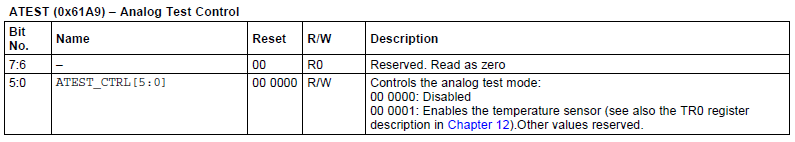 ATEST (0x61A9) – Analog Test Control
Bit No. Name Reset R/W Description
7:6 – 00 R0 Reserved. Read as zero
5:0 ATEST_CTRL[5:0] 00 0000 R/W Controls the analog test mode:
00 0000: Disabled
00 0001: Enables the temperature sensor (see also the TR0 register
description in Chapter 12).Other values reserved.